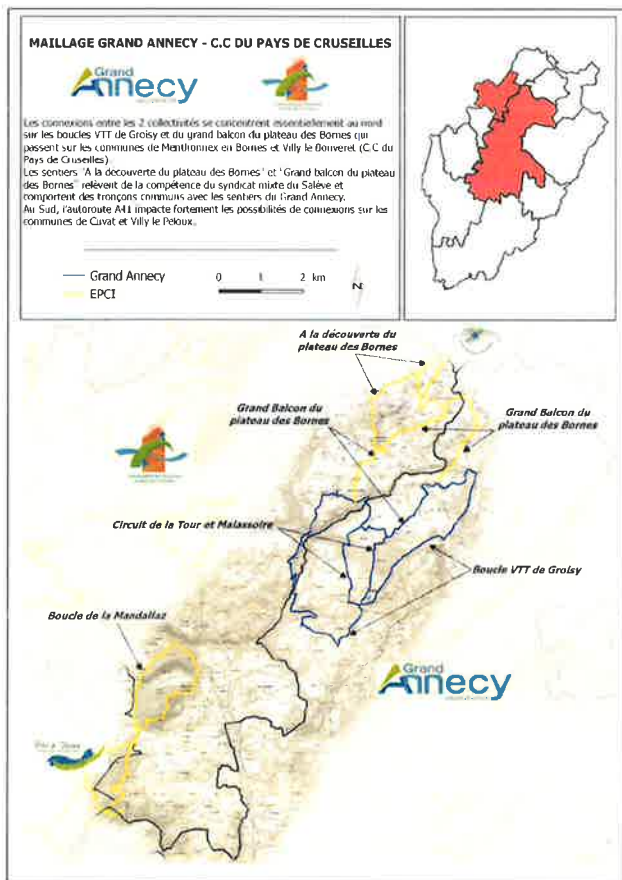 MAILLAGE GRAND ANNECY - C.C DU PAYS DE CRUSEILLES
Grand
Annecy
Les connexions entre les 2 collectivités se concentrent essentiellement au nord
sur les boucles VTT de Groisy et du grand balcon du plateau des Bornes qui
passent sur les communes de Menthonnex en Bornes et Villy le Bouveret (C.C du
Pays de Cruseilles).
Les sentiers "A la découverte du plateau des Bornes" et "Grand balcon du plateau
des Bornes" relèvent de la compétence du syndicat mixte du Salève et
comportent des tronçons communs avec les sentiers du Grand Annecy.
Au Sud, l'autoroute A41 impacte fortement les possibilités de connexions sur les
communes de Cuvat et Villy le Peloux.
Grand Annecy
EPCI
0 1 2 km
N
A la découverte du
plateau des Bornes
Grand Balcon du
plateau des Bornes
Grand Balcon du
plateau des Bornes
Circuit de la Tour et Malassoire
Boucle VTT de Groisy
Boucle de la Mandallaz
Grand
Annecy